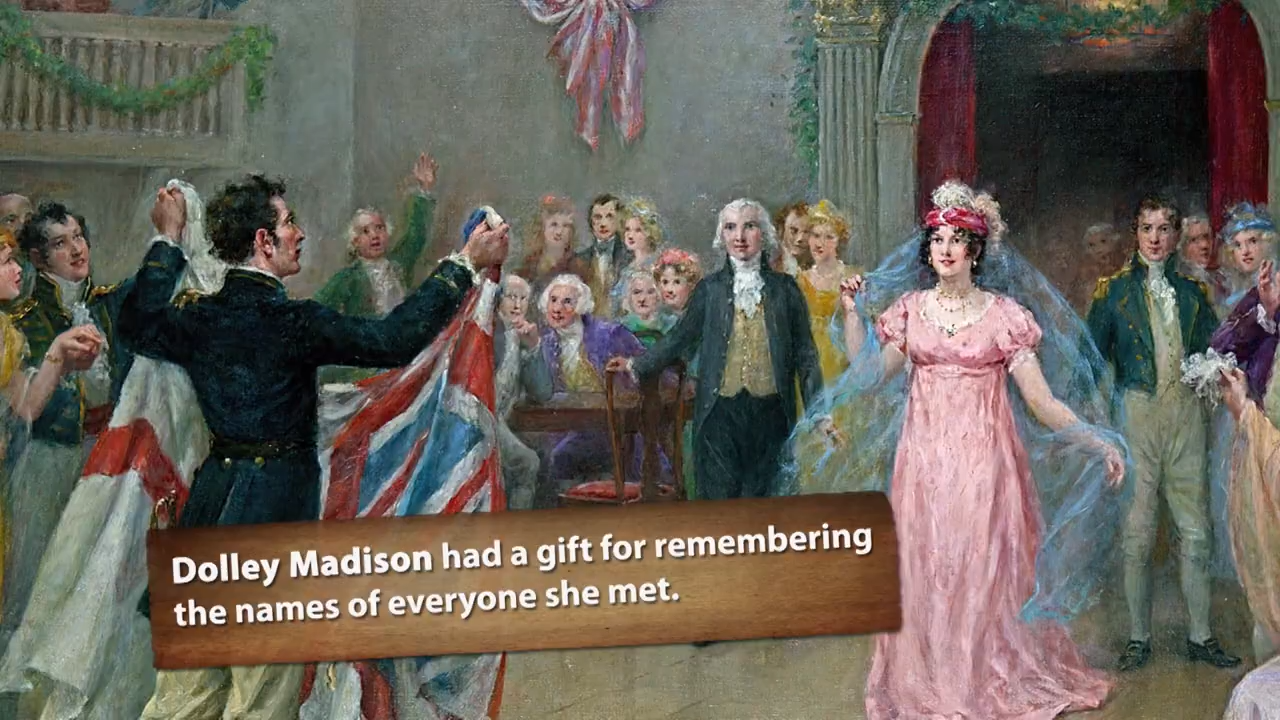 Dolley Madison had a gift for remembering
the names of everyone she met.